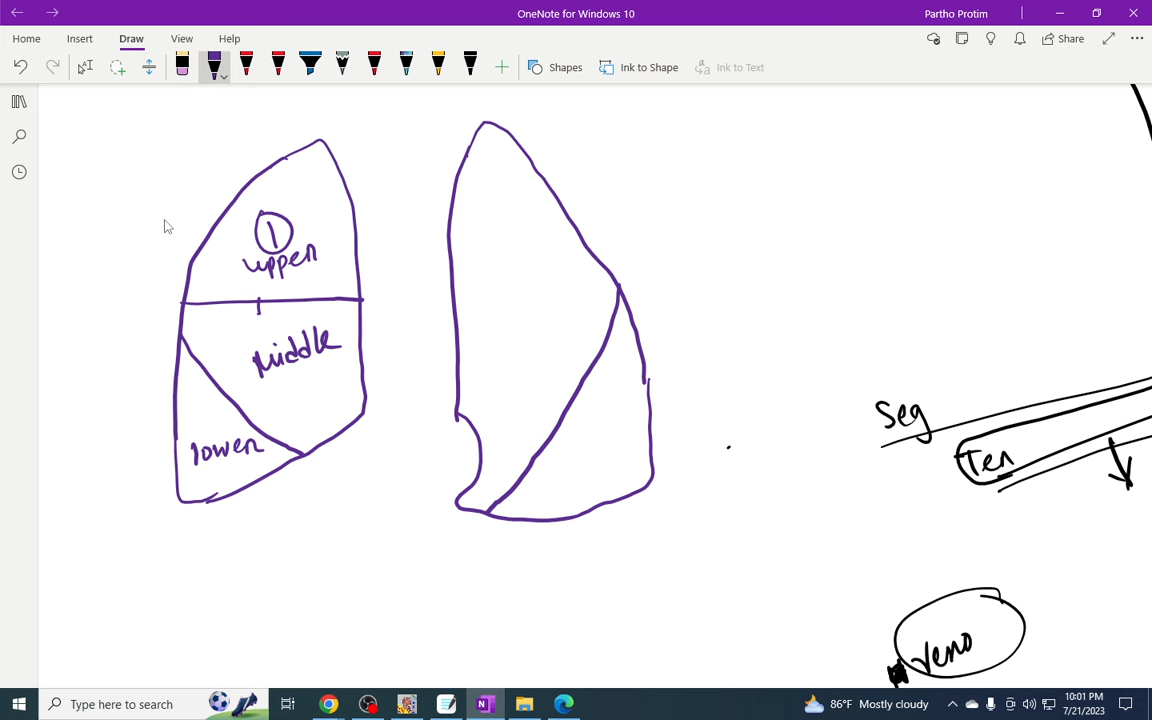 OneNote for Windows 10
Partho Protim
Home Insert Draw View Help
Share
Shapes Ink to Shape Ink to Text
1
upper
Middle
lower
Seg
Ten
Veno
Type here to search
86°F Mostly cloudy
10:01 PM
7/21/2023